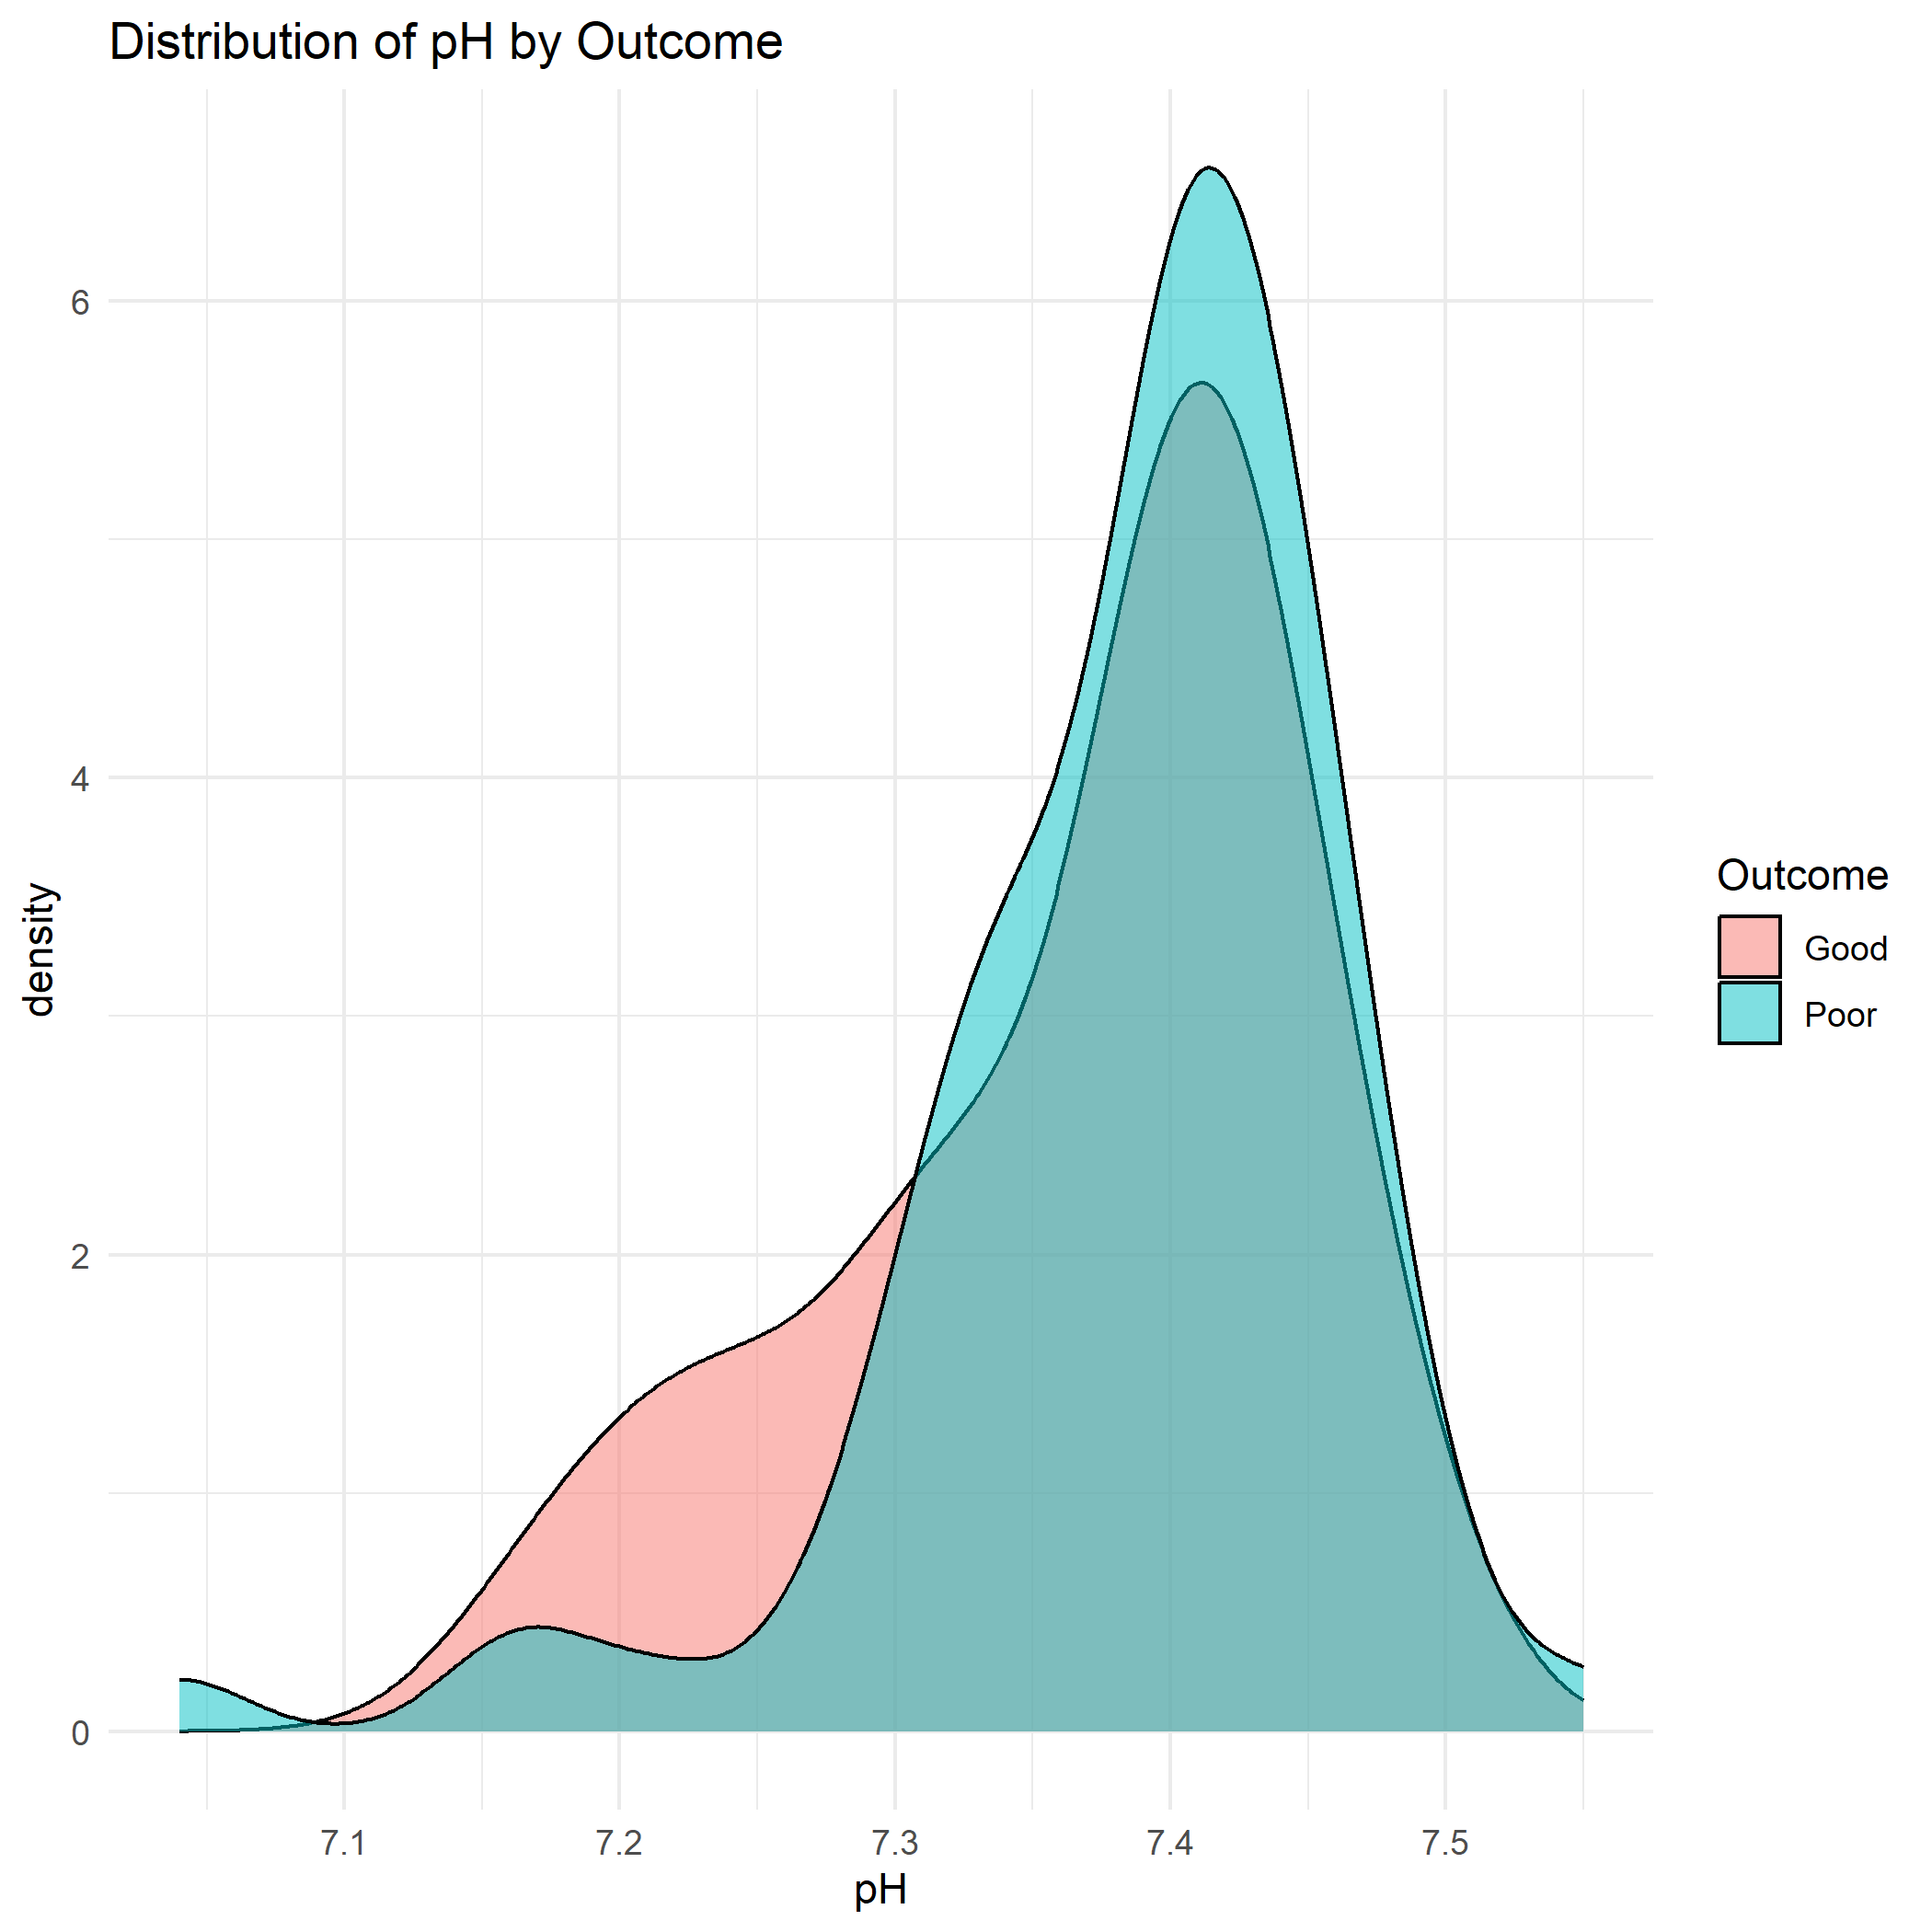 Distribution of pH by Outcome
6
4
2
0
density
7.1 7.2 7.3 7.4 7.5
pH
Outcome
Good
Poor